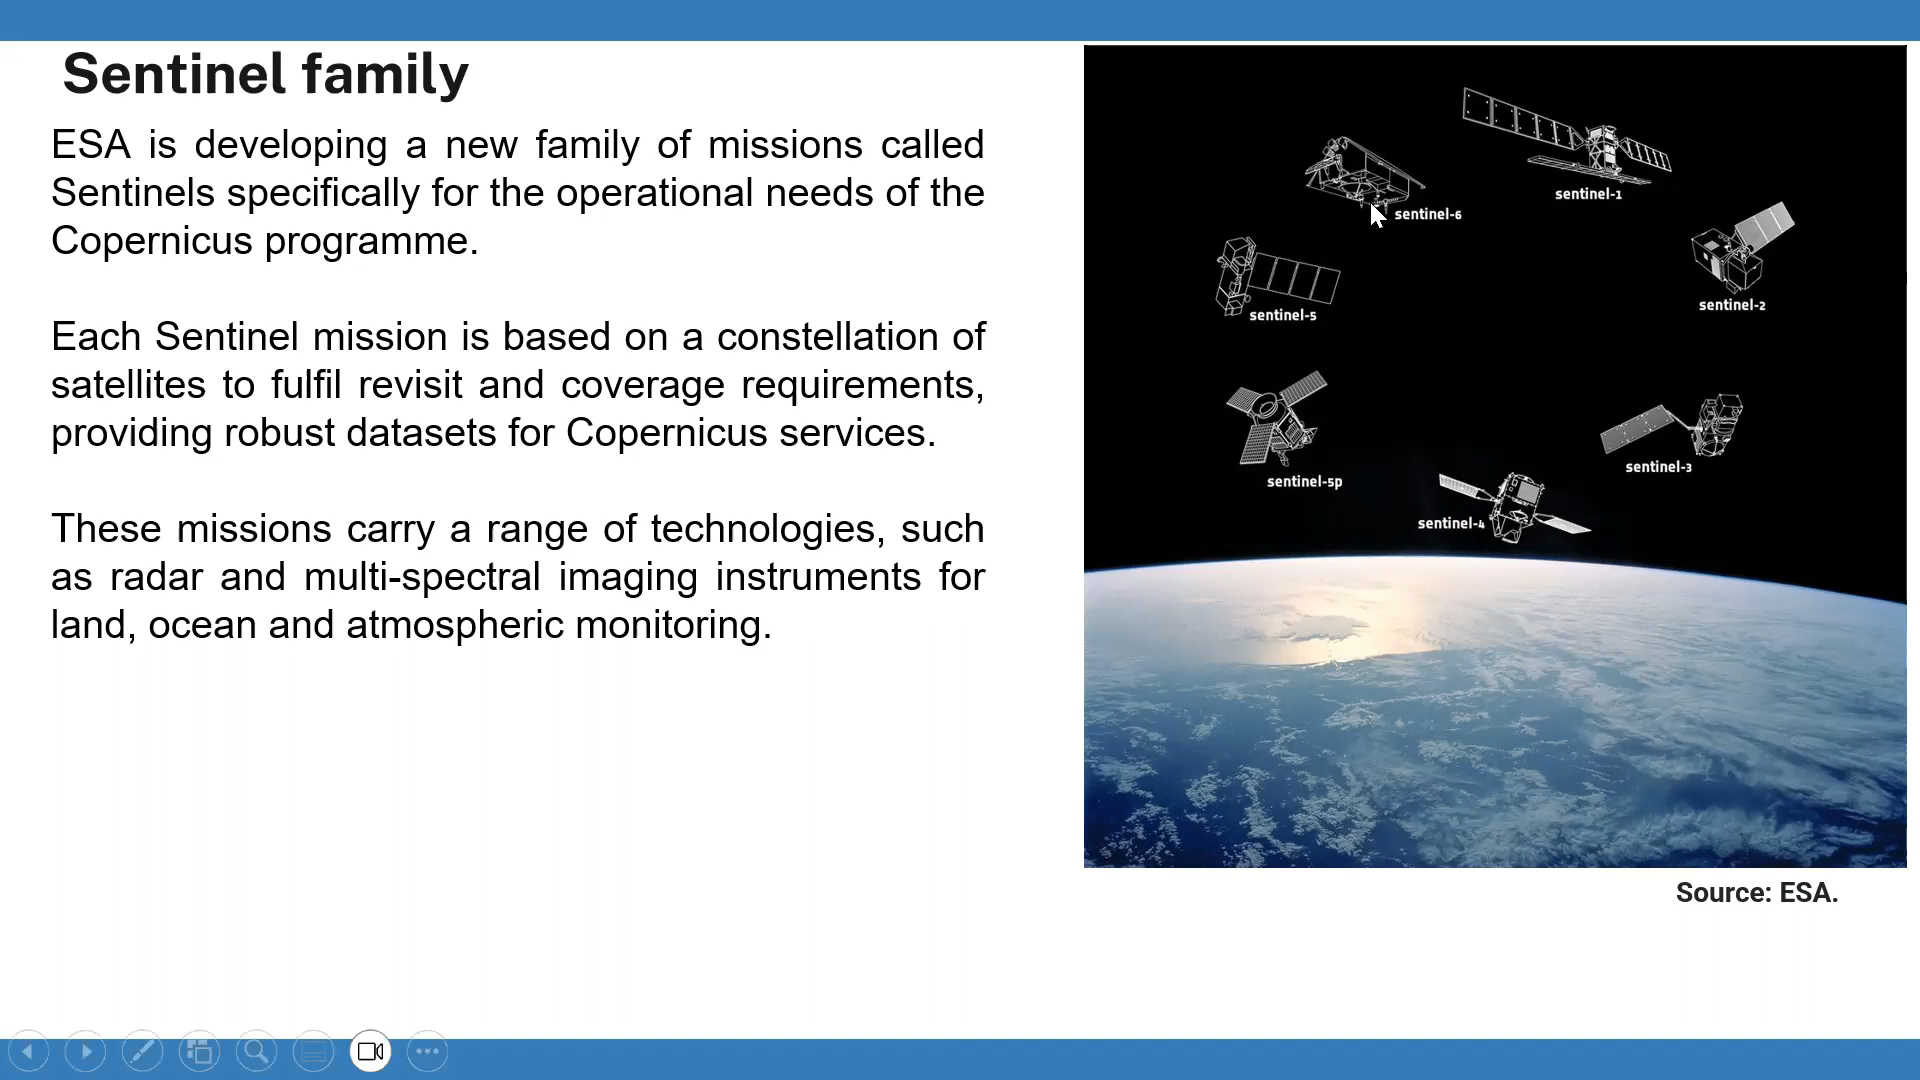 Sentinel family
ESA is developing a new family of missions called
Sentinels specifically for the operational needs of the
Copernicus programme.
Each Sentinel mission is based on a constellation of
satellites to fulfil revisit and coverage requirements,
providing robust datasets for Copernicus services.
These missions carry a range of technologies, such
as radar and multi-spectral imaging instruments for
land, ocean and atmospheric monitoring.
sentinel-1
sentinel-6
sentinel-2
sentinel-5
sentinel-3
sentinel-5p
sentinel-4
Source: ESA.